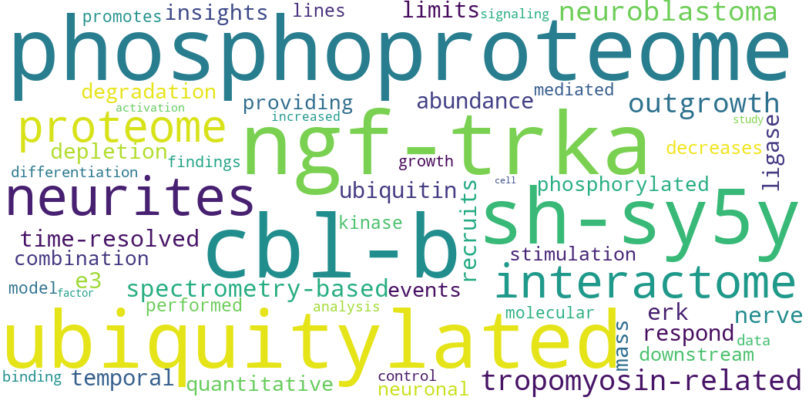 promotes insights lines limits signaling neuroblastoma
phosphoproteome
degradation mediated
activation providing abundance outgrowth
proteome increased ngf-trka study
depletion findings growth decreases ligase
differentiation cell
neurites ubiquitin recruits phosphorylated
cbl-b kinase sh-sy5y
time-resolved stimulation
combination e3 interactome
model factor spectrometry-based events
performed analysis molecular erk nerve
ubiquitylated mass respond data
downstream
binding temporal quantitative control neuronal tropomyosin-related